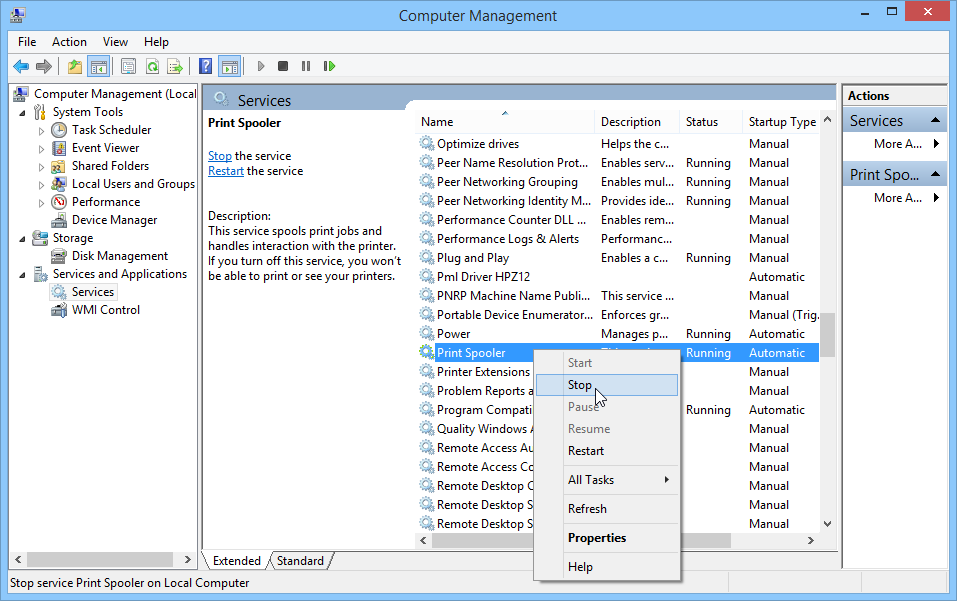 Computer Management
File Action View Help
Computer Management (Local
System Tools
Task Scheduler
Event Viewer
Shared Folders
Local Users and Groups
Performance
Device Manager
Storage
Disk Management
Services and Applications
Services
WMI Control
Services
Print Spooler
Stop the service
Restart the service
Description:
This service spools print jobs and
handles interaction with the printer.
If you turn off this service, you won't
be able to print or see your printers.
Name Description Status Startup Type
Optimize drives Helps the c... Manual
Peer Name Resolution Prot... Enables serv... Running Manual
Peer Networking Grouping Enables mul... Running Manual
Peer Networking Identity M... Provides ide... Running Manual
Performance Counter DLL ... Enables rem... Manual
Performance Logs & Alerts Performanc... Manual
Plug and Play Enables a c... Running Manual
Pml Driver HPZ12 Automatic
PNRP Machine Name Publi... This service ... Manual
Portable Device Enumerator... Enforces gr... Manual (Trig.
Power Manages p... Running Automatic
Print Spooler Running Automatic
Printer Extensions Manual
Problem Reports a Manual
Program Compati Running Automatic
Quality Windows A Manual
Remote Access Au Manual
Remote Access Co Manual
Remote Desktop C Manual
Remote Desktop S Manual
Remote Desktop S Manual
Start
Stop
Pause
Resume
Restart
All Tasks
Refresh
Properties
Help
Actions
Services
More A...
Print Spo...
More A...
Extended Standard
Stop service Print Spooler on Local Computer